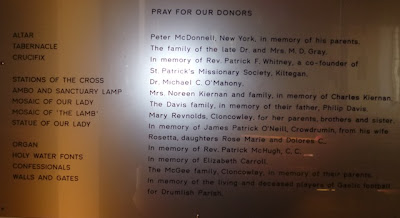 PRAY FOR OUR DONORS
ALTAR Peter McDonnell, New York, in memory of his parents.
TABERNACLE The family of the late Dr. and Mrs. M. D. Gray.
CRUCIFIX In memory of Rev. Patrick F. Whitney, a co-founder of
St. Patrick's Missionary Society, Kiltegan.
STATIONS OF THE CROSS Dr. Michael C. O'Mahony.
AMBO AND SANCTUARY LAMP Mrs. Noreen Kiernan and family, in memory of Charles Kiernan.
MOSAIC OF OUR LADY The Davis family, in memory of their father, Philip Davis.
MOSAIC OF 'THE LAMB' Mary Reynolds, Cloncowley, for her parents, brothers and sister.
STATUE OF OUR LADY In memory of James Patrick O'Neill, Crowdrumin, from his wife
Rosetta, daughters Rose Marie and Dolores C.
ORGAN In memory of Rev. Patrick McHugh, C. C.
HOLY WATER FONTS In memory of Elizabeth Carroll.
CONFESSIONALS The McGee family, Cloncowley, in memory of their parents.
WALLS AND GATES In memory of the living and deceased players of Gaelic football
for Drumlish Parish.